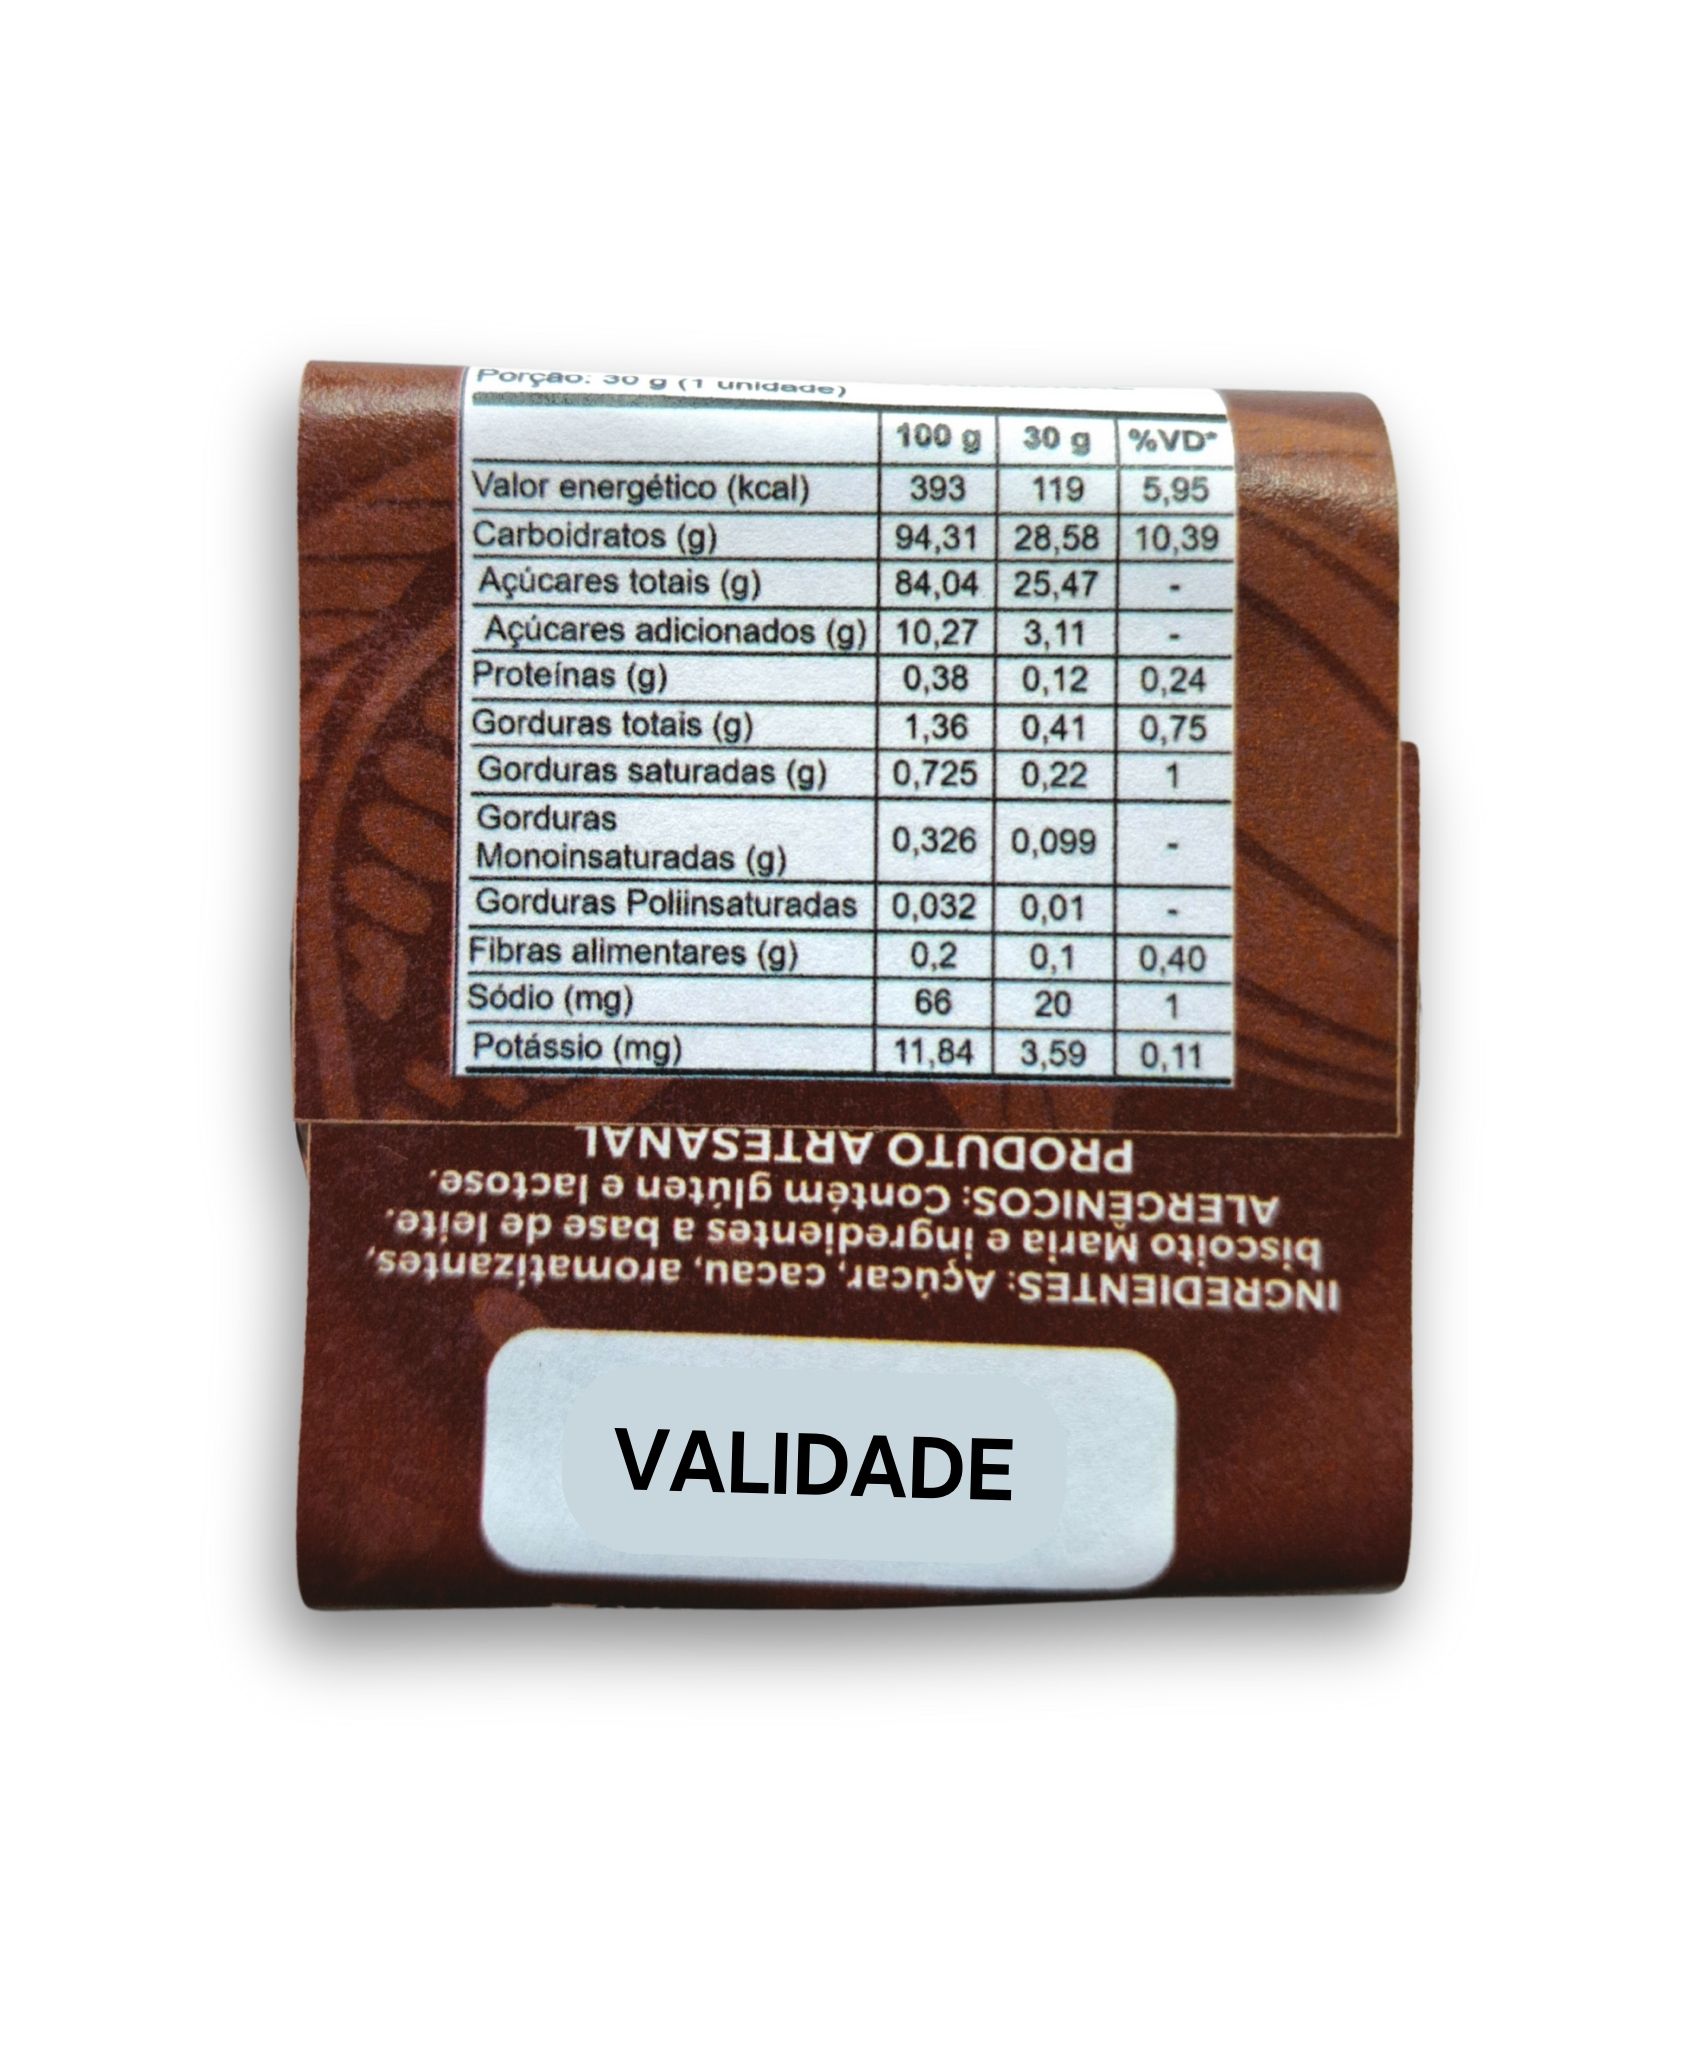 Porção: 30 g (1 unidade)
100 g 30 g %VD*
Valor energético (kcal) 393 119 5,95
Carboidratos (g) 94,31 28,58 10,39
Açúcares totais (g) 84,04 25,47 -
Açúcares adicionados (g) 10,27 3,11 -
Proteínas (g) 0,38 0,12 0,24
Gorduras totais (g) 1,36 0,41 0,75
Gorduras saturadas (g) 0,725 0,22 1
Gorduras
Monoinsaturadas (g) 0,326 0,099 -
Gorduras Poliinsaturadas 0,032 0,01 -
Fibras alimentares (g) 0,2 0,1 0,40
Sódio (mg) 66 20 1
Potássio (mg) 11,84 3,59 0,11
INGREDIENTES: Açúcar, cacau, aromatizantes,
biscoito Maria e ingredientes a base de leite.
ALERGÊNICOS: Contém glúten e lactose.
PRODUTO ARTESANAL
VALIDADE